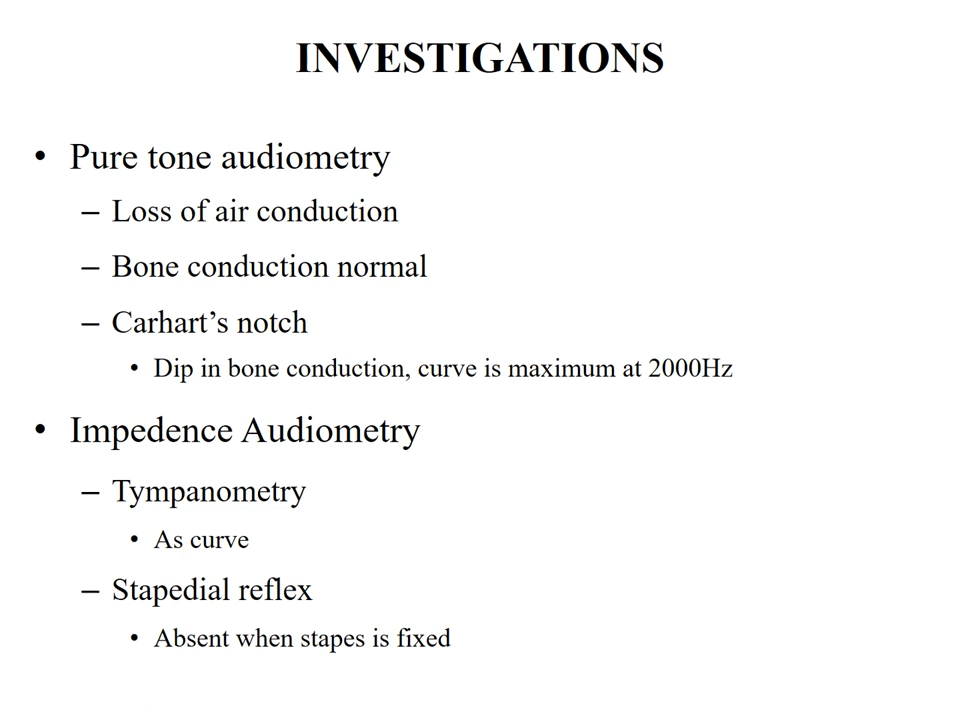 INVESTIGATIONS
• Pure tone audiometry
– Loss of air conduction
– Bone conduction normal
– Carhart’s notch
• Dip in bone conduction, curve is maximum at 2000Hz
• Impedence Audiometry
– Tympanometry
• As curve
– Stapedial reflex
• Absent when stapes is fixed